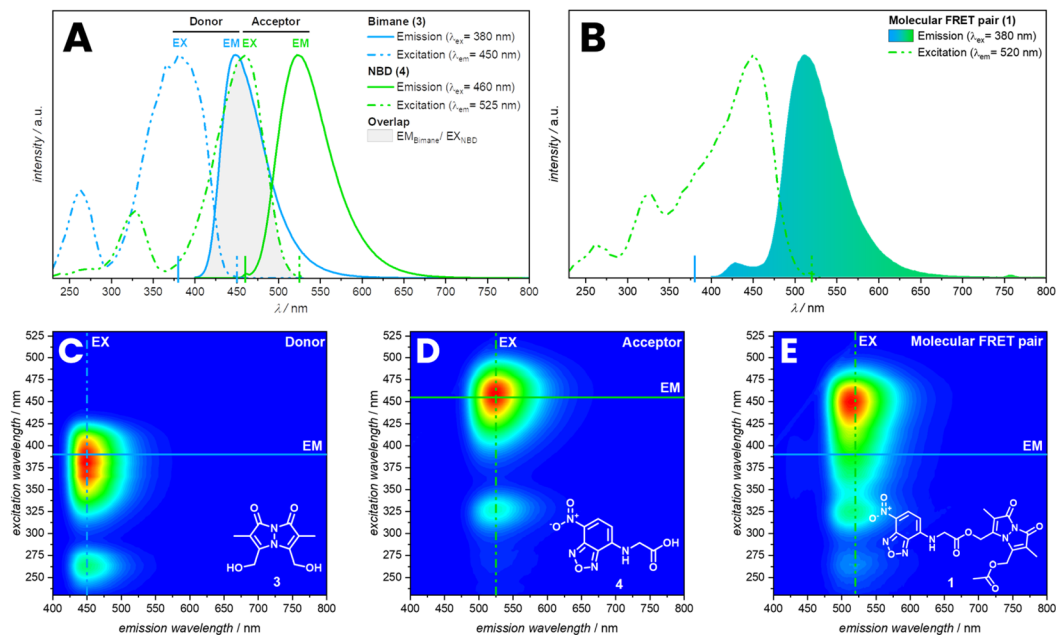 A
Donor Acceptor
EX EM EX EM
Bimane (3)
Emission (λex= 380 nm)
Excitation (λem= 450 nm)
NBD (4)
Emission (λex= 460 nm)
Excitation (λem= 525 nm)
Overlap
EMBimane/ EXNBD
intensity / a.u.
250 300 350 400 450 500 550 600 650 700 750 800
λ / nm
B
Molecular FRET pair (1)
Emission (λex= 380 nm)
Excitation (λem= 520 nm)
intensity / a.u.
250 300 350 400 450 500 550 600 650 700 750 800
λ / nm
C
EX
Donor
EM
excitation wavelength / nm
525
500
475
450
425
400
375
350
325
300
275
250
O O
N
N
HO OH
3
400 450 500 550 600 650 700 750 800
emission wavelength / nm
D
EX
Acceptor
EM
excitation wavelength / nm
525
500
475
450
425
400
375
350
325
300
275
250
O
-O N+
N
O
N
NH
O
OH
4
400 450 500 550 600 650 700 750 800
emission wavelength / nm
E
EX
Molecular FRET pair
EM
excitation wavelength / nm
525
500
475
450
425
400
375
350
325
300
275
250
O
-O N+
N
O
N
NH
O
O
N
N
O
O
O
O
1
400 450 500 550 600 650 700 750 800
emission wavelength / nm